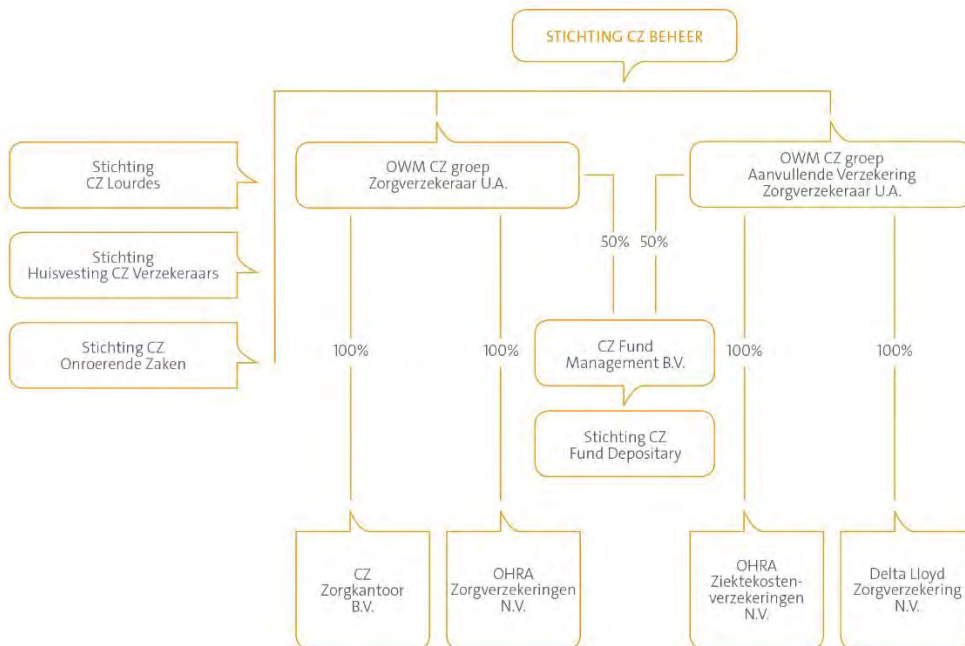 STICHTING CZ BEHEER
Stichting
CZ Lourdes
OWM CZ groep
Zorgverzekeraar U.A.
OWM CZ groep
Aanvullende Verzekering
Zorgverzekeraar U.A.
Stichting
Huisvesting CZ Verzekeraars
50%
50%
Stichting CZ
Onroerende Zaken
100%
100%
CZ Fund
Management B.V.
100%
100%
Stichting CZ
Fund Depositary
CZ
Zorgkantoor
B.V.
OHRA
Zorgverzekeringen
N.V.
OHRA
Ziektekosten-
verzekeringen
N.V.
Delta Lloyd
Zorgverzekering
N.V.